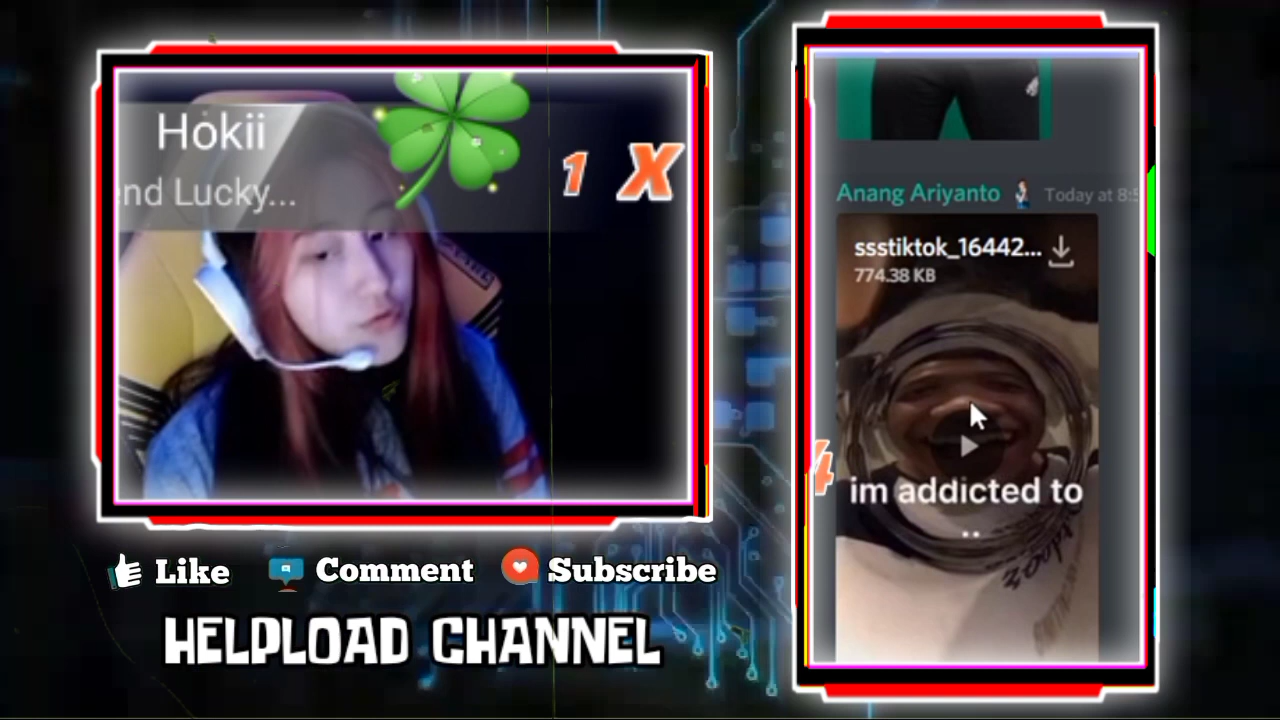 Hokii
nd Lucky...
1 X
Like
Comment
Subscribe
HELPLOAD CHANNEL
Anang Ariyanto
Today at 8:5
ssstiktok_16442...
774.38 KB
4
im addicted to
..